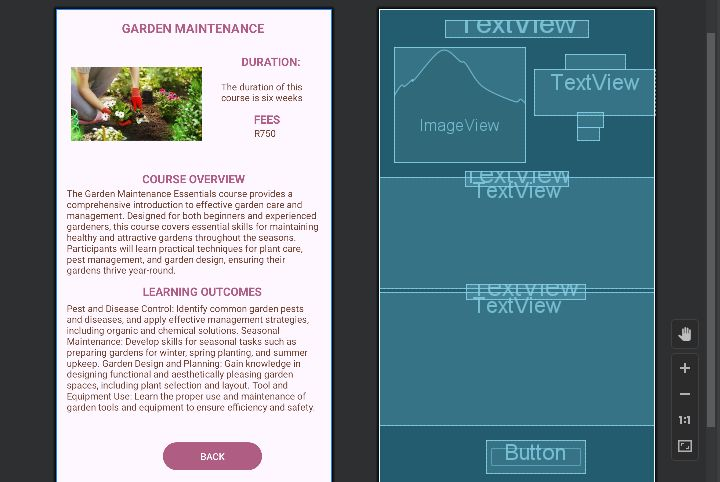 GARDEN MAINTENANCE
DURATION:
The duration of this
course is six weeks
FEES
R750
COURSE OVERVIEW
The Garden Maintenance Essentials course provides a
comprehensive introduction to effective garden care and
management. Designed for both beginners and experienced
gardeners, this course covers essential skills for maintaining
healthy and attractive gardens throughout the seasons.
Participants will learn practical techniques for plant care,
pest management, and garden design, ensuring their
gardens thrive year-round.
LEARNING OUTCOMES
Pest and Disease Control: Identify common garden pests
and diseases, and apply effective management strategies,
including organic and chemical solutions. Seasonal
Maintenance: Develop skills for seasonal tasks such as
preparing gardens for winter, spring planting, and summer
upkeep. Garden Design and Planning: Gain knowledge in
designing functional and aesthetically pleasing garden
spaces, including plant selection and layout. Tool and
Equipment Use: Learn the proper use and maintenance of
garden tools and equipment to ensure efficiency and safety.
BACK
TextView
TextView
ImageView
TextView
TextView
TextView
TextView
Button
1:1